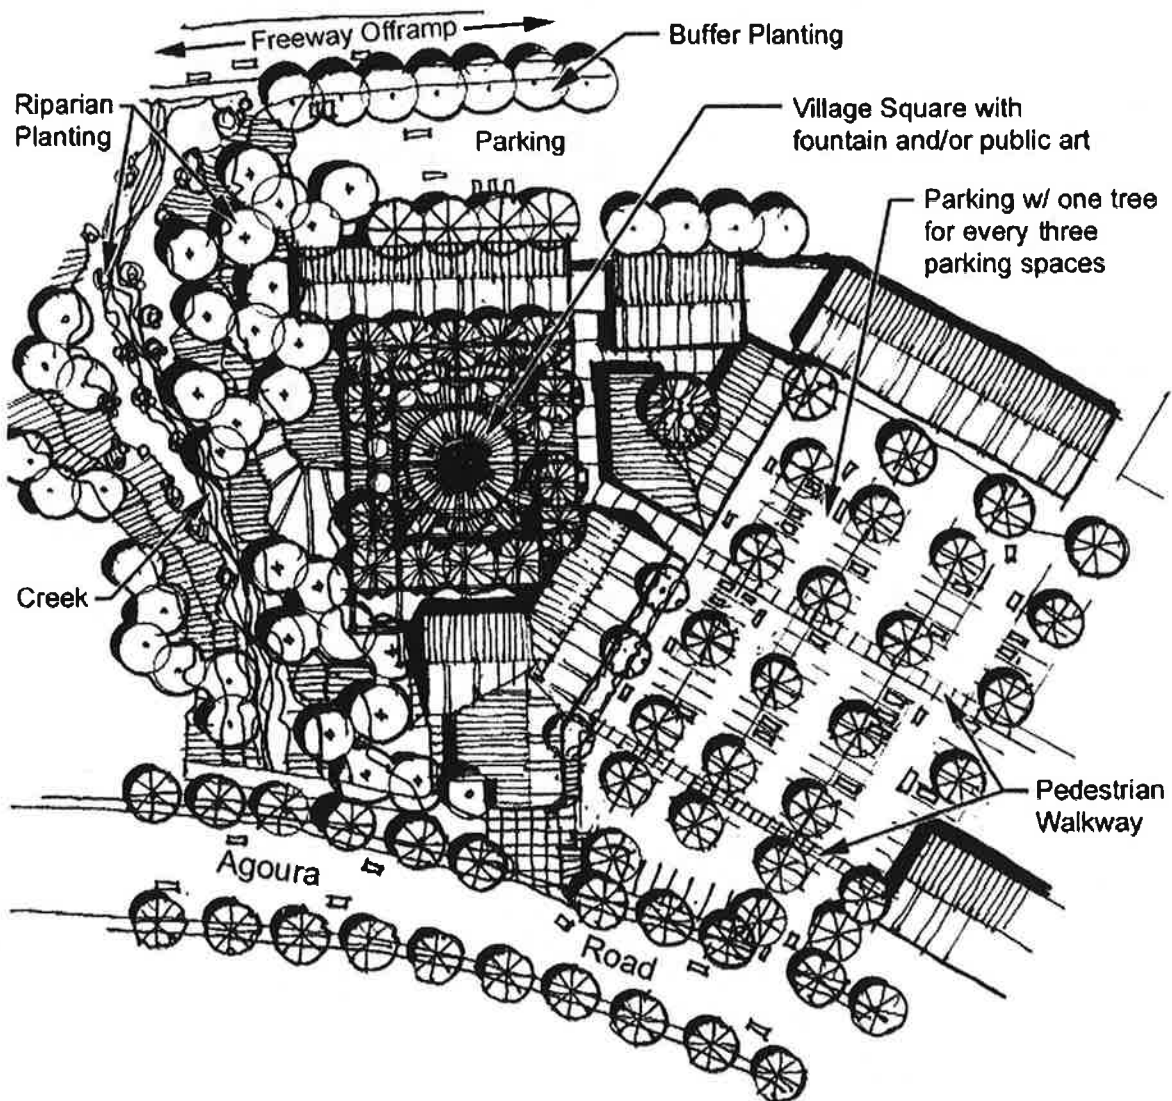 Freeway Offramp
Buffer Planting
Riparian
Planting
Parking
Village Square with
fountain and/or public art
Parking w/ one tree
for every three
parking spaces
Creek
Pedestrian
Walkway
Agoura
Road